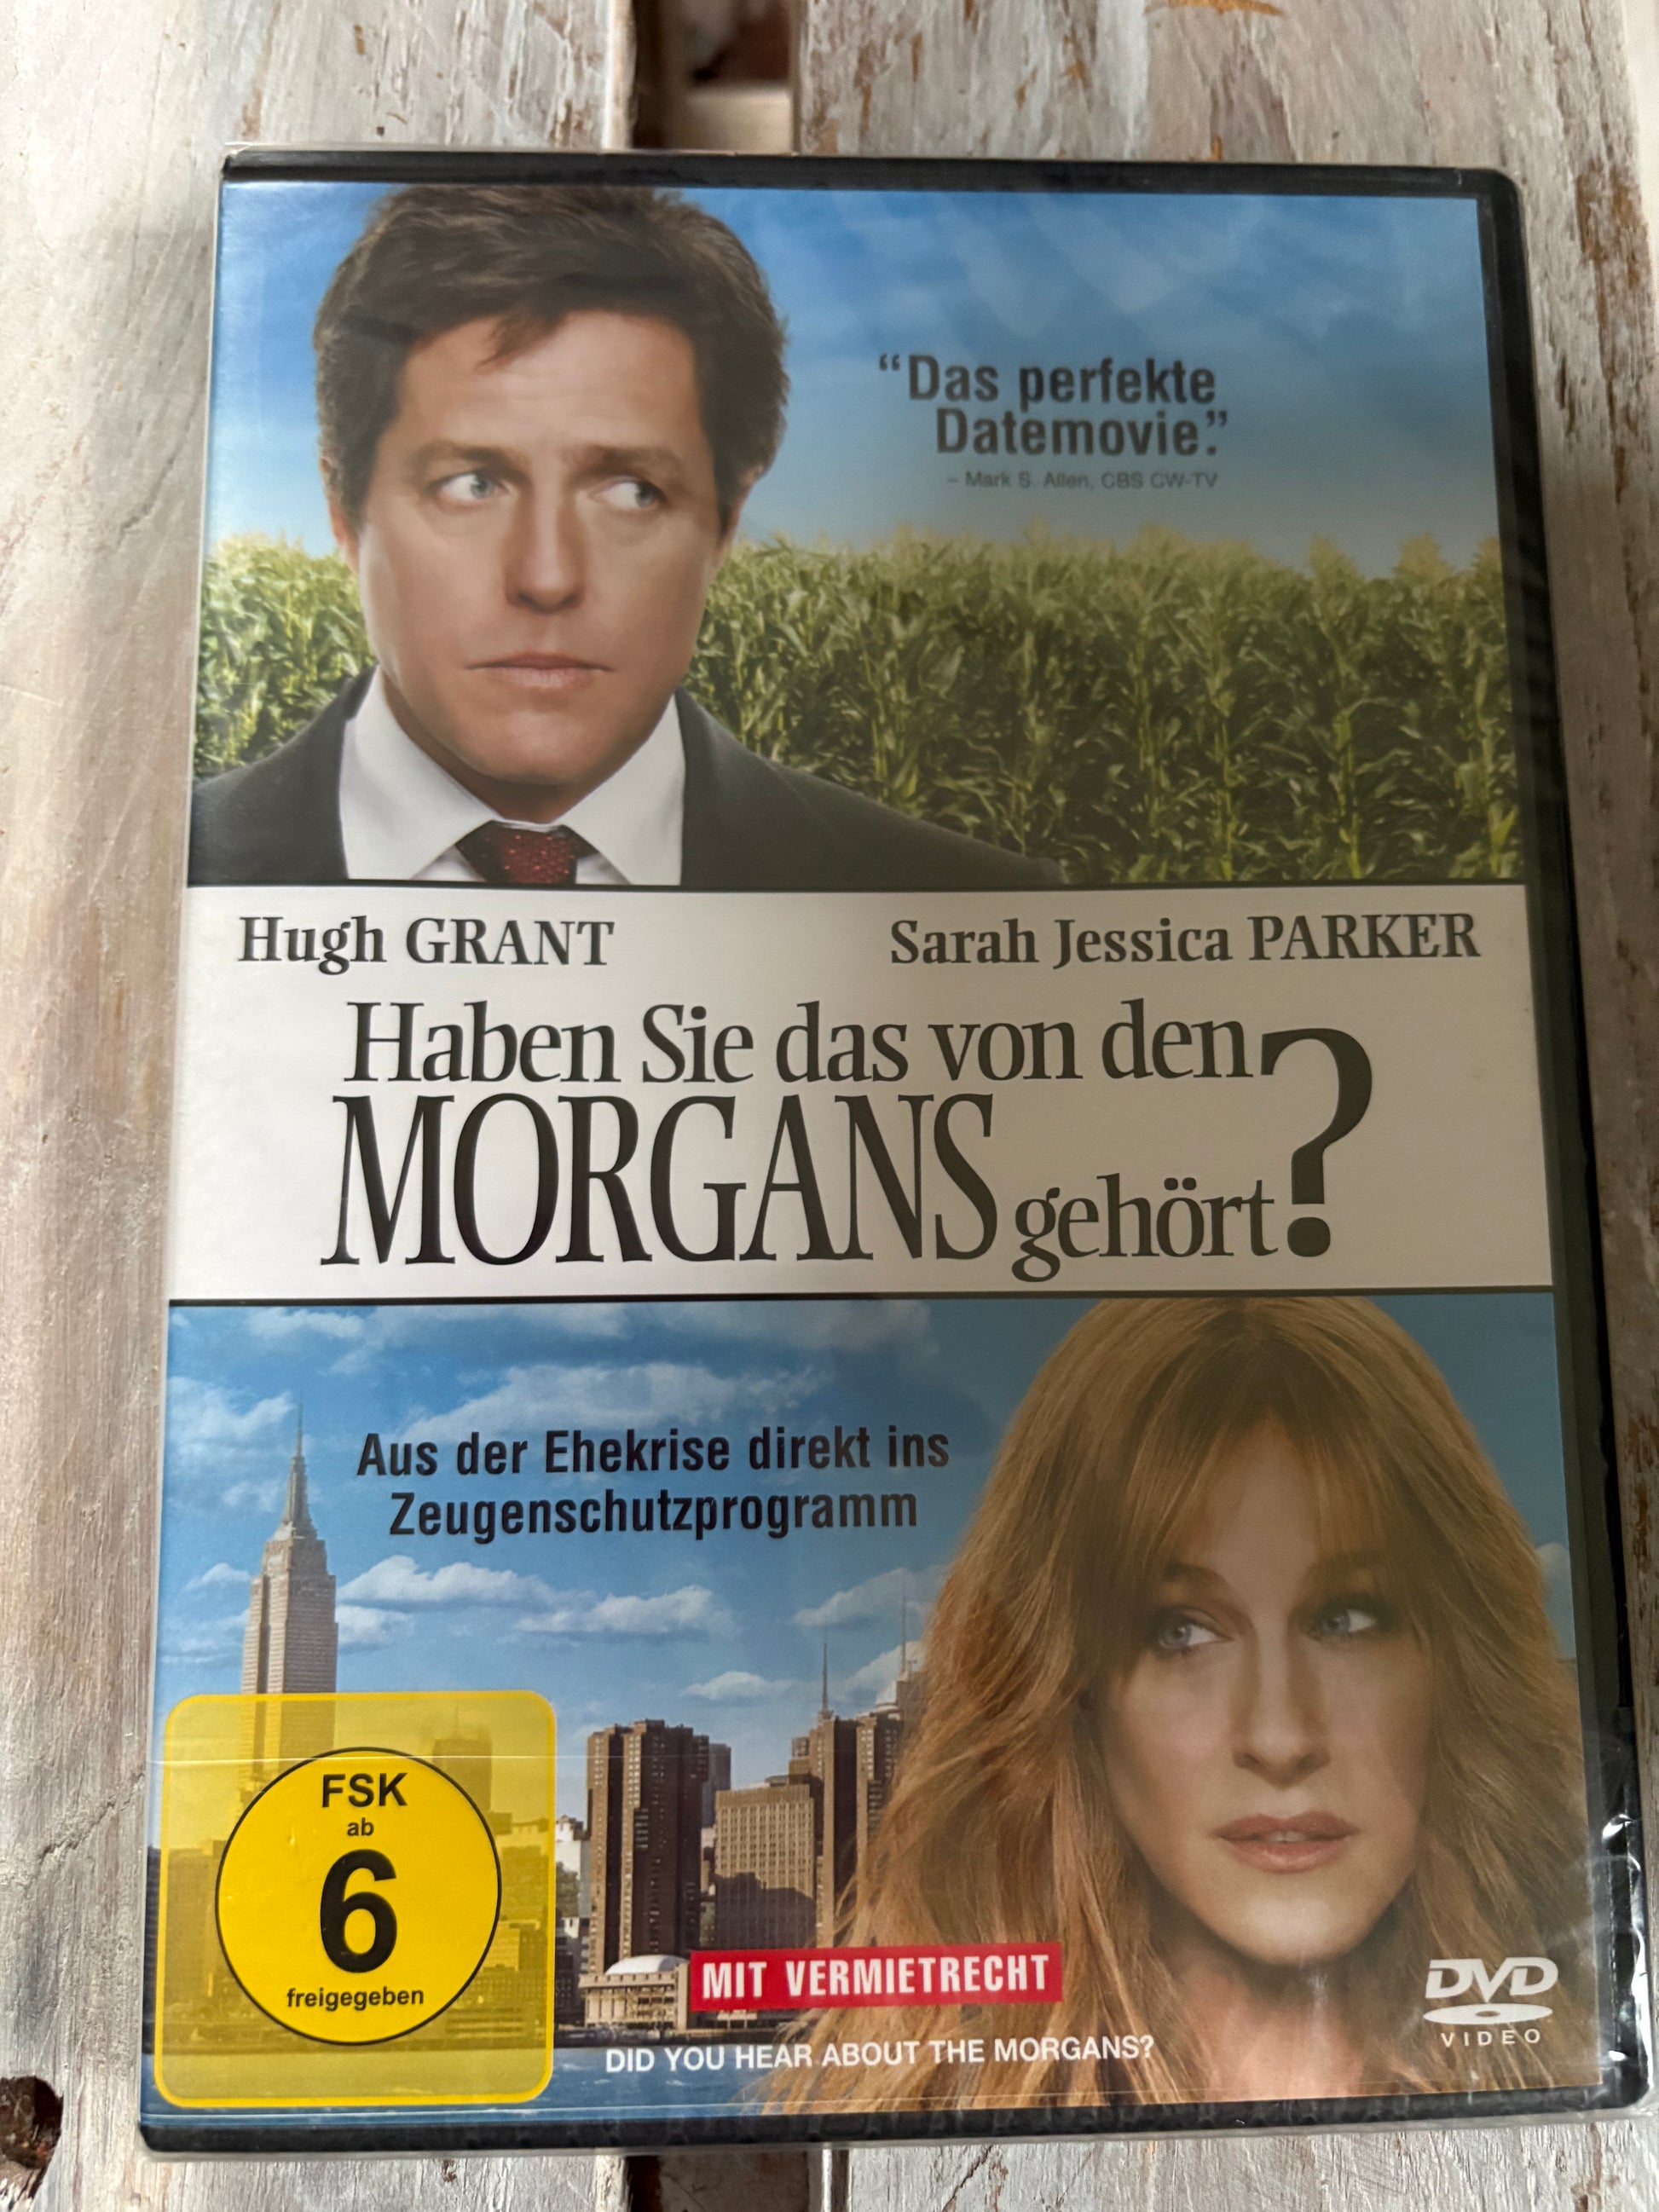 “Das perfekte
Datemovie.”
– Mark S. Allen, CBS CW-TV
Hugh GRANT Sarah Jessica PARKER
Haben Sie das von den
MORGANS gehört?
Aus der Ehekrise direkt ins
Zeugenschutzprogramm
FSK
ab
6
freigegeben
MIT VERMIETRECHT
DID YOU HEAR ABOUT THE MORGANS?
DVD
VIDEO